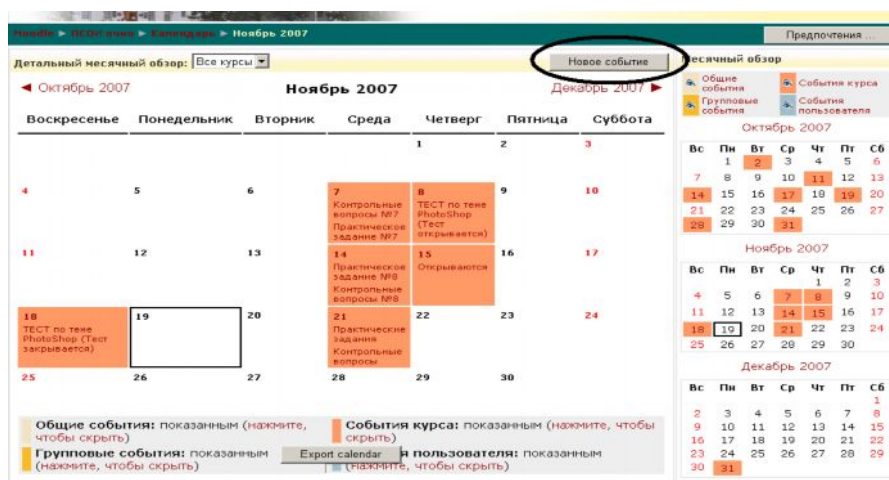 Moodle ► ПСОИ очно ► Календарь ► Ноябрь 2007
Предпочтения ...
Детальный месячный обзор: Все курсы
Новое событие
◄ Октябрь 2007 Ноябрь 2007 Декабрь 2007 ►
Воскресенье Понедельник Вторник Среда Четверг Пятница Суббота
1 2 3
4 5 6 7 8 9 10
Контрольные вопросы №7
Практическое задание №7
ТЕСТ по теме
PhotoShop
(Тест
открывается)
11 12 13 14 15 16 17
Практическое
задание №8
Контрольные
вопросы №8
Открываются
18 19 20 21 22 23 24
ТЕСТ по теме
PhotoShop (Тест
закрывается)
Практические
задания
Контрольные
вопросы
25 26 27 28 29 30
Общие события: показанным (нажмите,
чтобы скрыть)
События курса: показанным (нажмите, чтобы
скрыть)
Групповые события: показанным
(нажмите, чтобы скрыть)
Export calendar
я пользователя: показанным
(нажмите, чтобы скрыть)
Месячный обзор
Общие
события
События курса
Групповые
события
События
пользователя
Октябрь 2007
Вс Пн Вт Ср Чт Пт Сб
1 2 3 4 5 6
7 8 9 10 11 12 13
14 15 16 17 18 19 20
21 22 23 24 25 26 27
28 29 30 31
Ноябрь 2007
Вс Пн Вт Ср Чт Пт Сб
1 2 3
4 5 6 7 8 9 10
11 12 13 14 15 16 17
18 19 20 21 22 23 24
25 26 27 28 29 30
Декабрь 2007
Вс Пн Вт Ср Чт Пт Сб
1
2 3 4 5 6 7 8
9 10 11 12 13 14 15
16 17 18 19 20 21 22
23 24 25 26 27 28 29
30 31